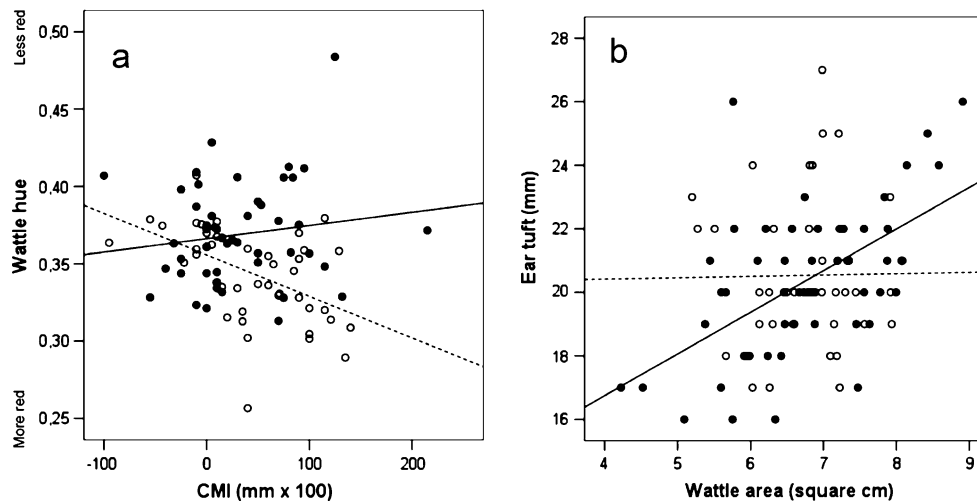 a
Less red
More red
Wattle hue
0.50
0.45
0.40
0.35
0.30
0.25
-100 0 100 200
CMI (mm x 100)
b
Ear tuft (mm)
28
26
24
22
20
18
16
4 5 6 7 8 9
Wattle area (square cm)